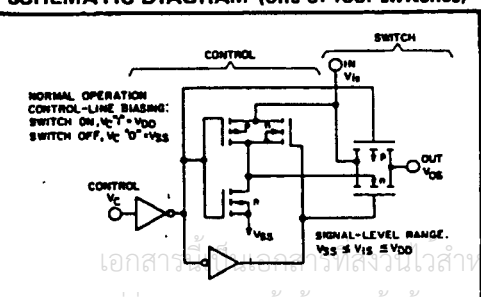 SCHEMATIC DIAGRAM (one of four switches)
CONTROL
SWITCH
IN
Vis
NORMAL OPERATION
CONTROL-LINE BIASING:
SWITCH ON, VC "1" = VDD
SWITCH OFF, VC "0" = VSS
P
n
P
n
OUT
VOS
CONTROL
VC
n
VSS
SIGNAL-LEVEL RANGE.
VSS ≤ VIS ≤ VDD
เอกสารนี้เป็นเอกสารที่สงวนไว้สำห